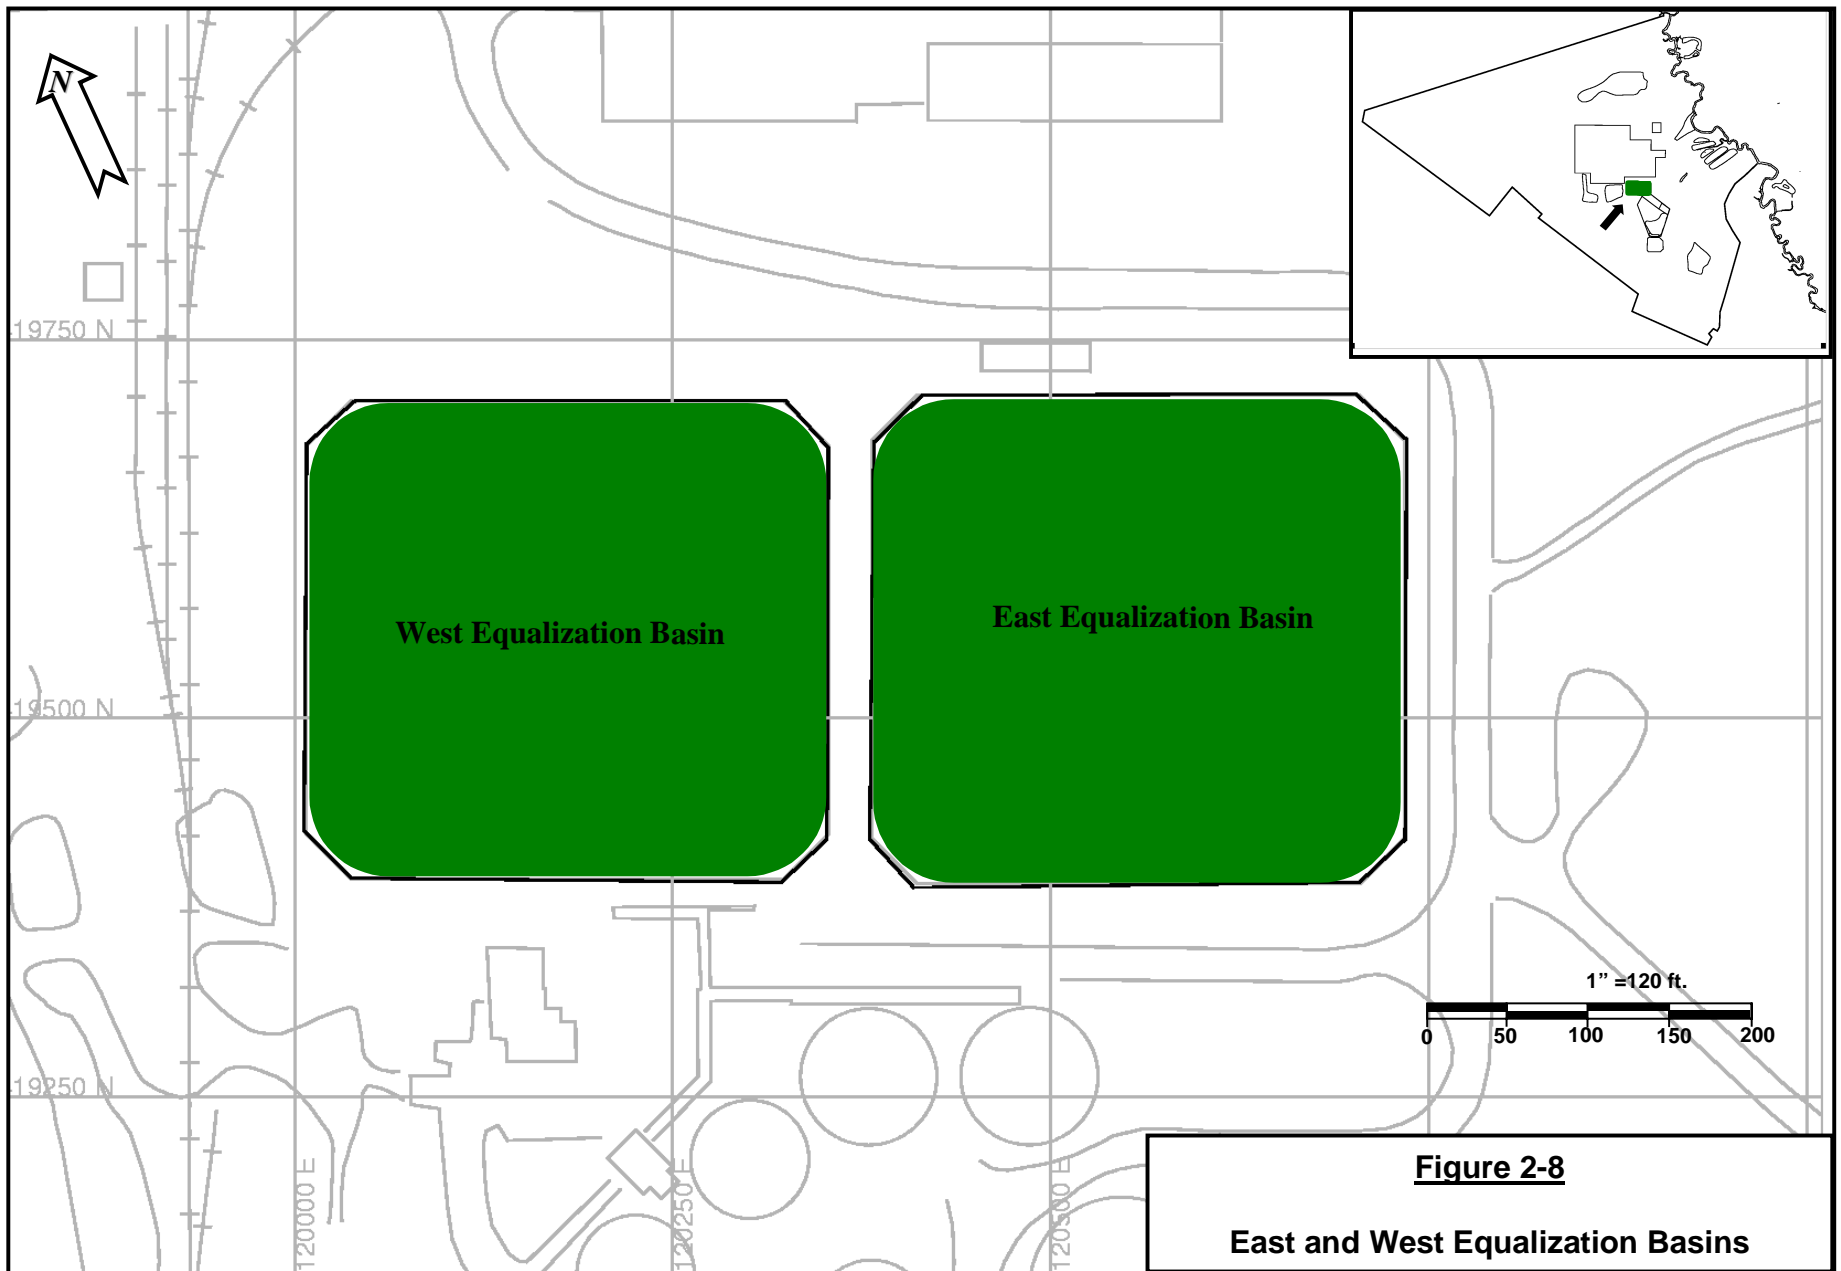 N
19750 N
West Equalization Basin
East Equalization Basin
19500 N
1” =120 ft.
0 50 100 150 200
19250 N
120000 E
120250 E
120500 E
Figure 2-8
East and West Equalization Basins